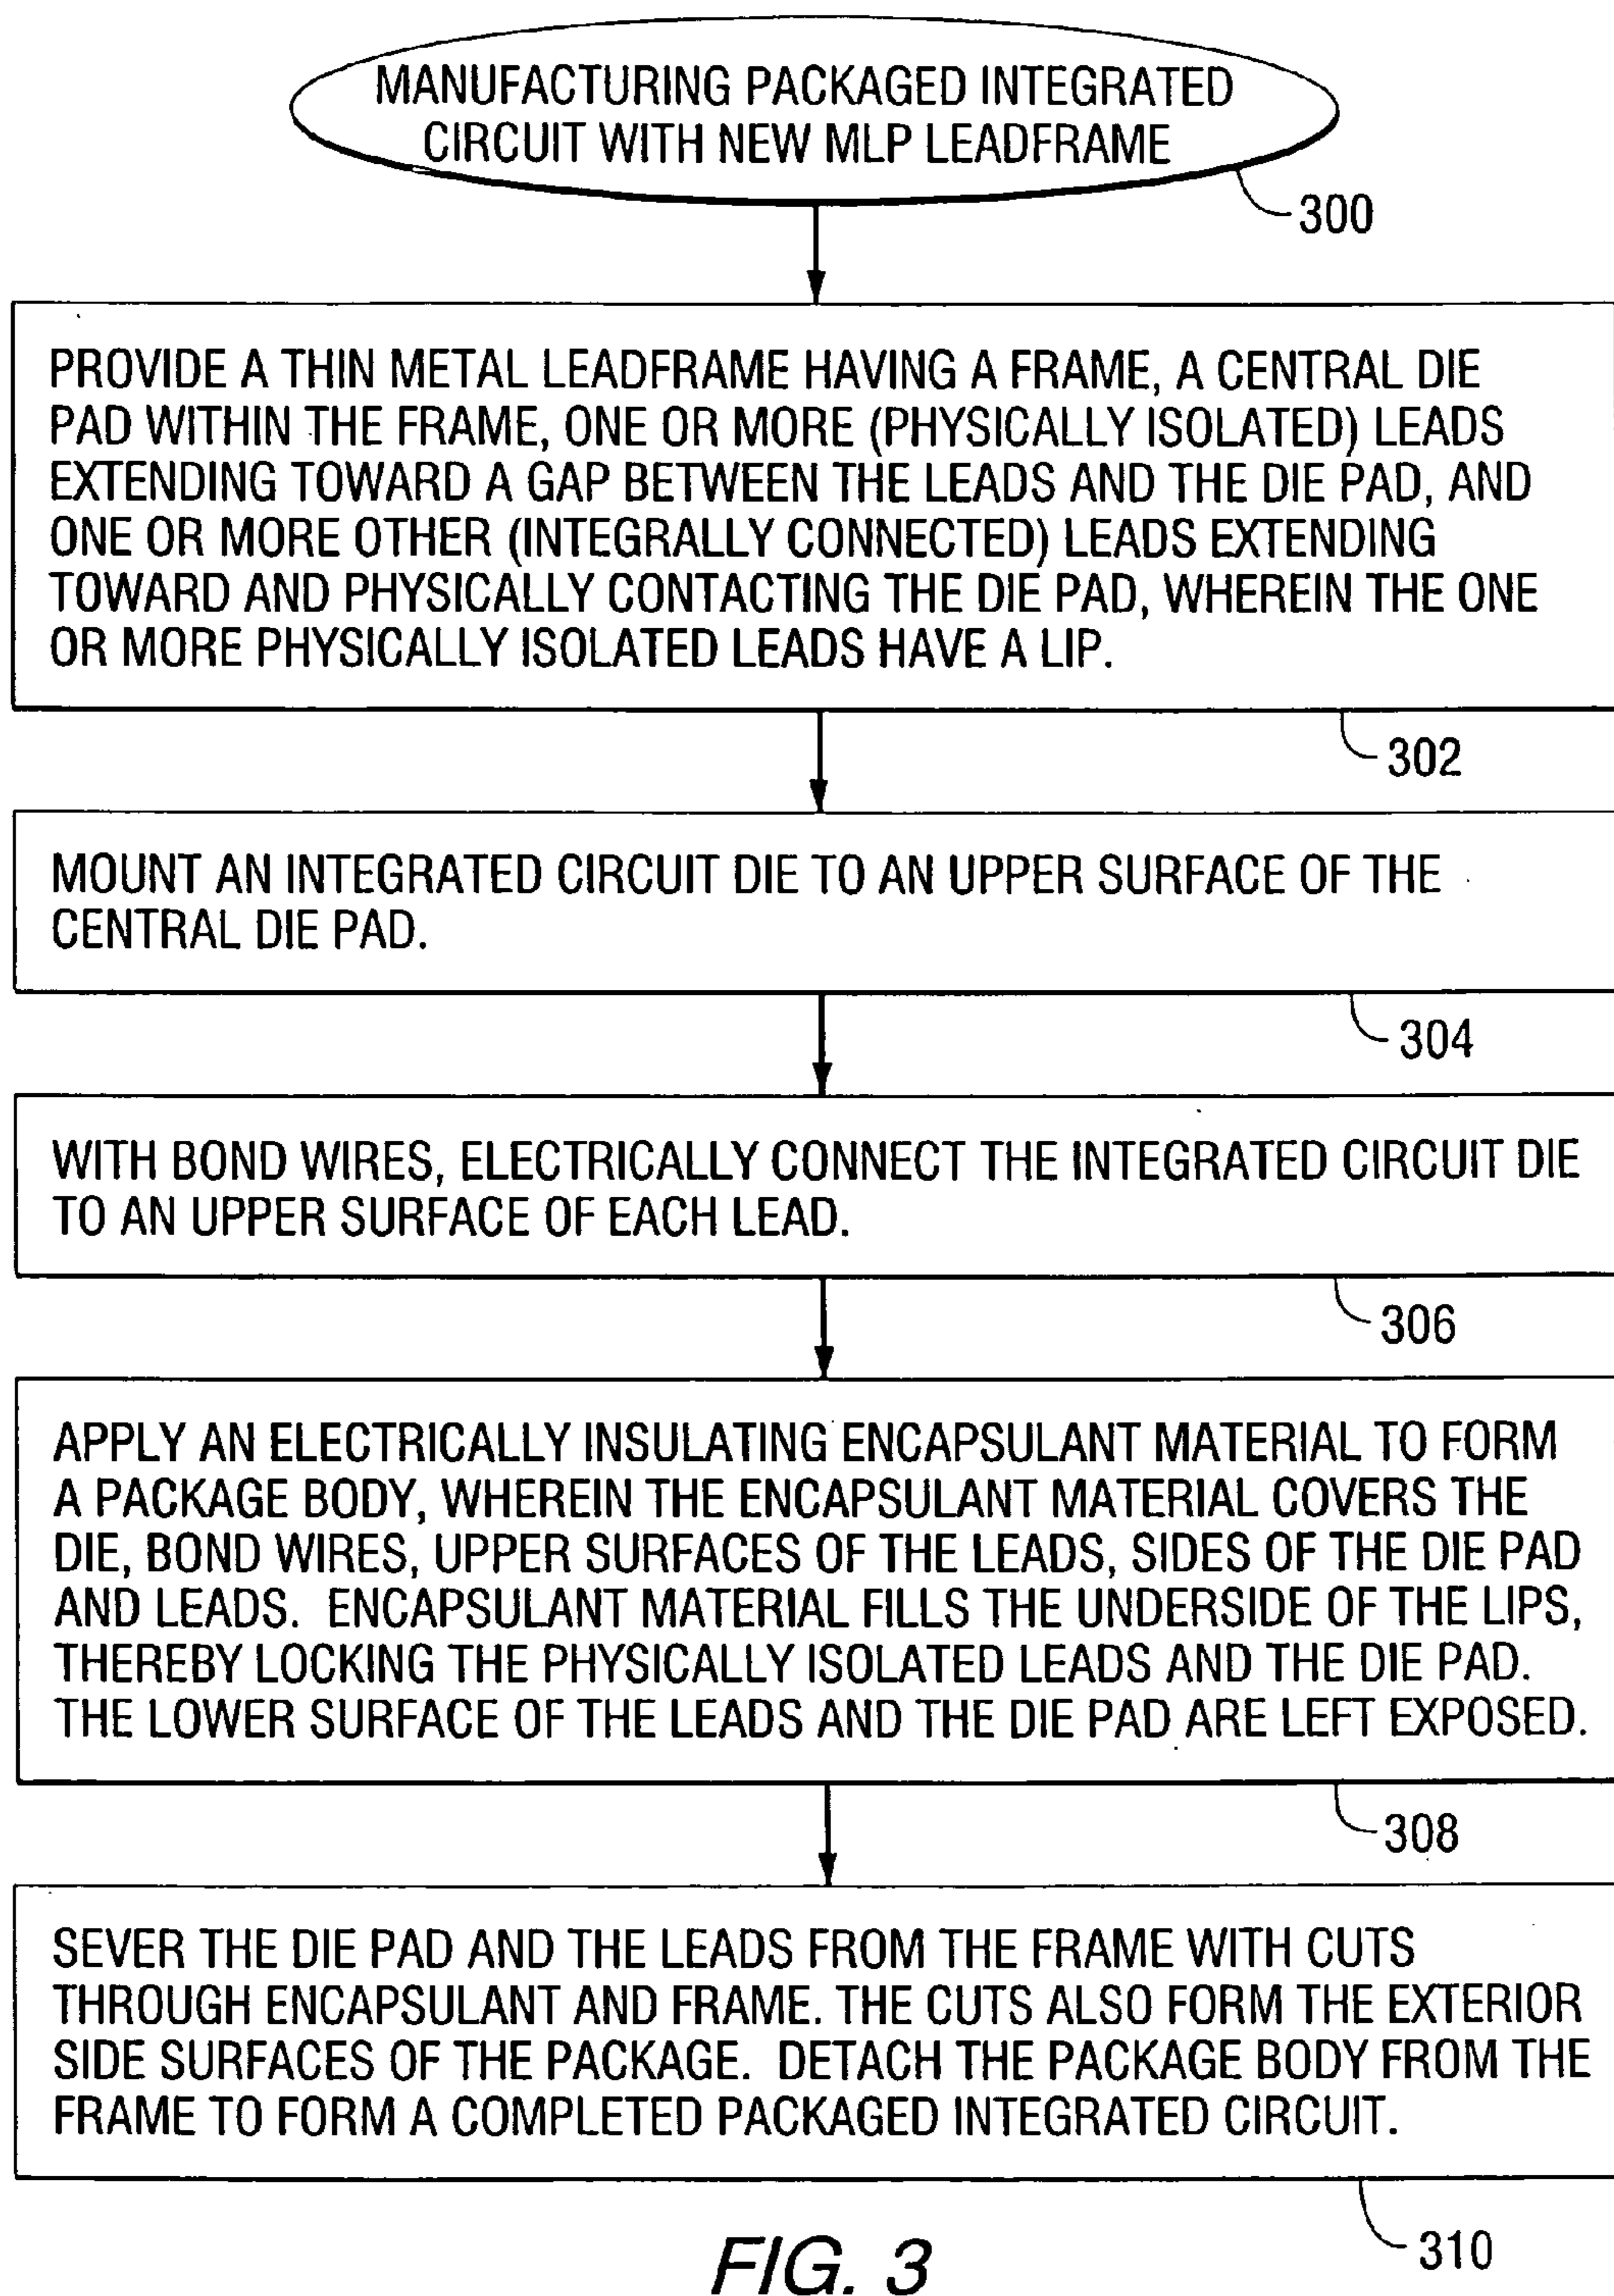 MANUFACTURING PACKAGED INTEGRATED
CIRCUIT WITH NEW MLP LEADFRAME
300
PROVIDE A THIN METAL LEADFRAME HAVING A FRAME, A CENTRAL DIE
PAD WITHIN THE FRAME, ONE OR MORE (PHYSICALLY ISOLATED) LEADS
EXTENDING TOWARD A GAP BETWEEN THE LEADS AND THE DIE PAD, AND
ONE OR MORE OTHER (INTEGRALLY CONNECTED) LEADS EXTENDING
TOWARD AND PHYSICALLY CONTACTING THE DIE PAD, WHEREIN THE ONE
OR MORE PHYSICALLY ISOLATED LEADS HAVE A LIP.
302
MOUNT AN INTEGRATED CIRCUIT DIE TO AN UPPER SURFACE OF THE
CENTRAL DIE PAD.
304
WITH BOND WIRES, ELECTRICALLY CONNECT THE INTEGRATED CIRCUIT DIE
TO AN UPPER SURFACE OF EACH LEAD.
306
APPLY AN ELECTRICALLY INSULATING ENCAPSULANT MATERIAL TO FORM
A PACKAGE BODY, WHEREIN THE ENCAPSULANT MATERIAL COVERS THE
DIE, BOND WIRES, UPPER SURFACES OF THE LEADS, SIDES OF THE DIE PAD
AND LEADS. ENCAPSULANT MATERIAL FILLS THE UNDERSIDE OF THE LIPS,
THEREBY LOCKING THE PHYSICALLY ISOLATED LEADS AND THE DIE PAD.
THE LOWER SURFACE OF THE LEADS AND THE DIE PAD ARE LEFT EXPOSED.
308
SEVER THE DIE PAD AND THE LEADS FROM THE FRAME WITH CUTS
THROUGH ENCAPSULANT AND FRAME. THE CUTS ALSO FORM THE EXTERIOR
SIDE SURFACES OF THE PACKAGE. DETACH THE PACKAGE BODY FROM THE
FRAME TO FORM A COMPLETED PACKAGED INTEGRATED CIRCUIT.
310
FIG. 3